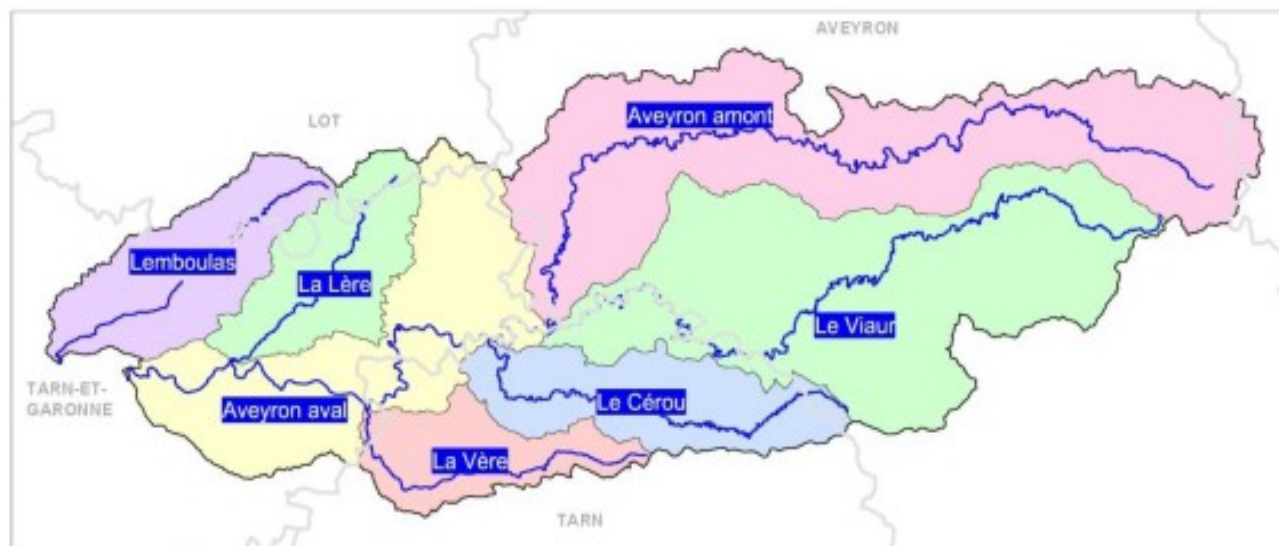 AVEYRON
Aveyron amont
LOT
Lemboulas
La Lère
Le Viaur
TARN-ET-
GARONNE
Aveyron aval
Le Cérou
La Vère
TARN